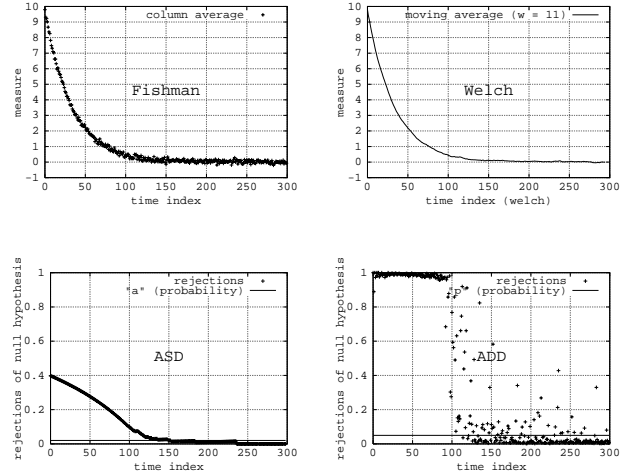 column average
measure
10
9
8
7
6
5
4
3
2
1
0
-1
Fishman
0 50 100 150 200 250 300
time index
moving average (w = 11)
measure
10
9
8
7
6
5
4
3
2
1
0
-1
Welch
0 50 100 150 200 250 300
time index (welch)
rejections of null hypothesis
1
0.8
0.6
0.4
0.2
0
rejections
"a" (probability)
ASD
0 50 100 150 200 250 300
time index
rejections of null hypothesis
1
0.8
0.6
0.4
0.2
0
rejections
"p" (probability)
ADD
0 50 100 150 200 250 300
time index